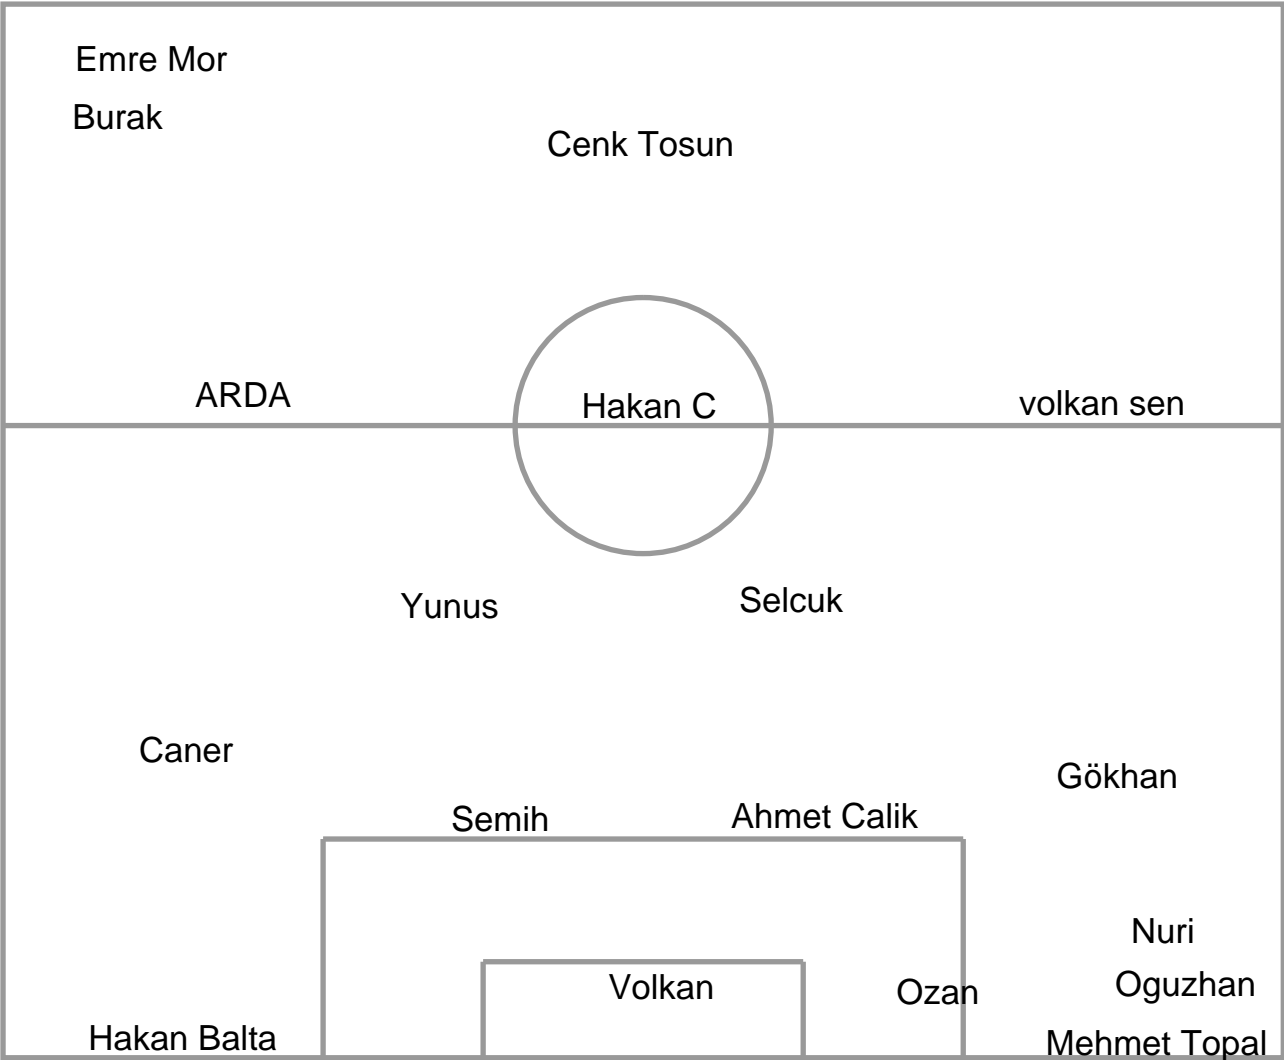 Emre Mor
Burak
Cenk Tosun
ARDA
Hakan C
volkan sen
Yunus
Selcuk
Caner
Gökhan
Semih
Ahmet Calik
Nuri
Volkan
Ozan
Oguzhan
Hakan Balta
Mehmet Topal